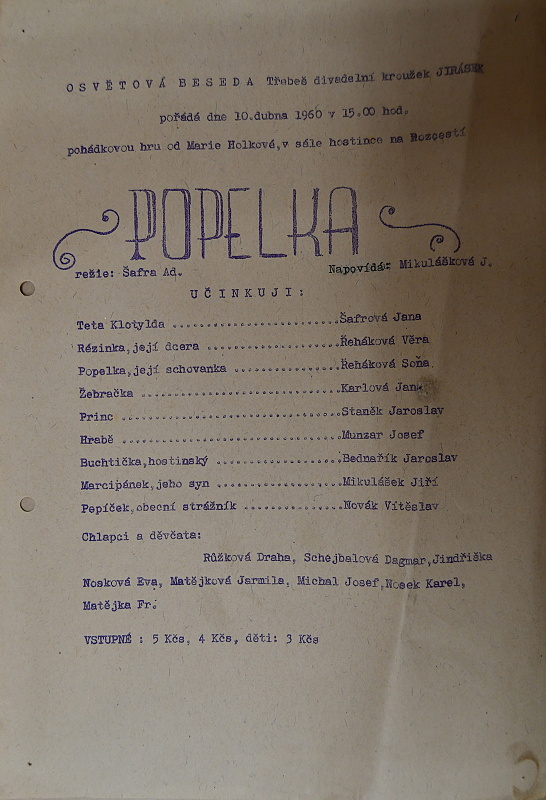 OSVĚTOVÁ BESEDA Třebeš divadelní kroužek JIRÁSEK
pořádá dne 10.dubna 1960 v 15.00 hod.
pohádkovou hru od Marie Holkové,v sále hostince na Rozcestí
POPELKA
režie: Šafra Ad. Napovídá: Mikulášková J.
UČINKUJI:
Teta Klotylda ........................Šafrová Jana
Rézinka,její dcera ....................Řeháková Věra
Popelka,její schovanka ...............Řeháková Soňa
Žebračka .............................Karlová Jana
Princ ................................Staněk Jaroslav
Hrabě ................................Munzar Josef
Buchtička,hostinský ..................Bednařík Jaroslav
Marcipánek,jeho syn ..................Mikulášek Jiří
Pepíček,obecní strážník ..............Novák Vítěslav
Chlapci a děvčata:
Růžková Draha, Schejbalová Dagmar,Jindřiška
Nosková Eva, Matějková Jarmila, Michal Josef,Nosek Karel,
Matějka Fr.
VSTUPNÉ : 5 Kčs, 4 Kčs, děti: 3 Kčs